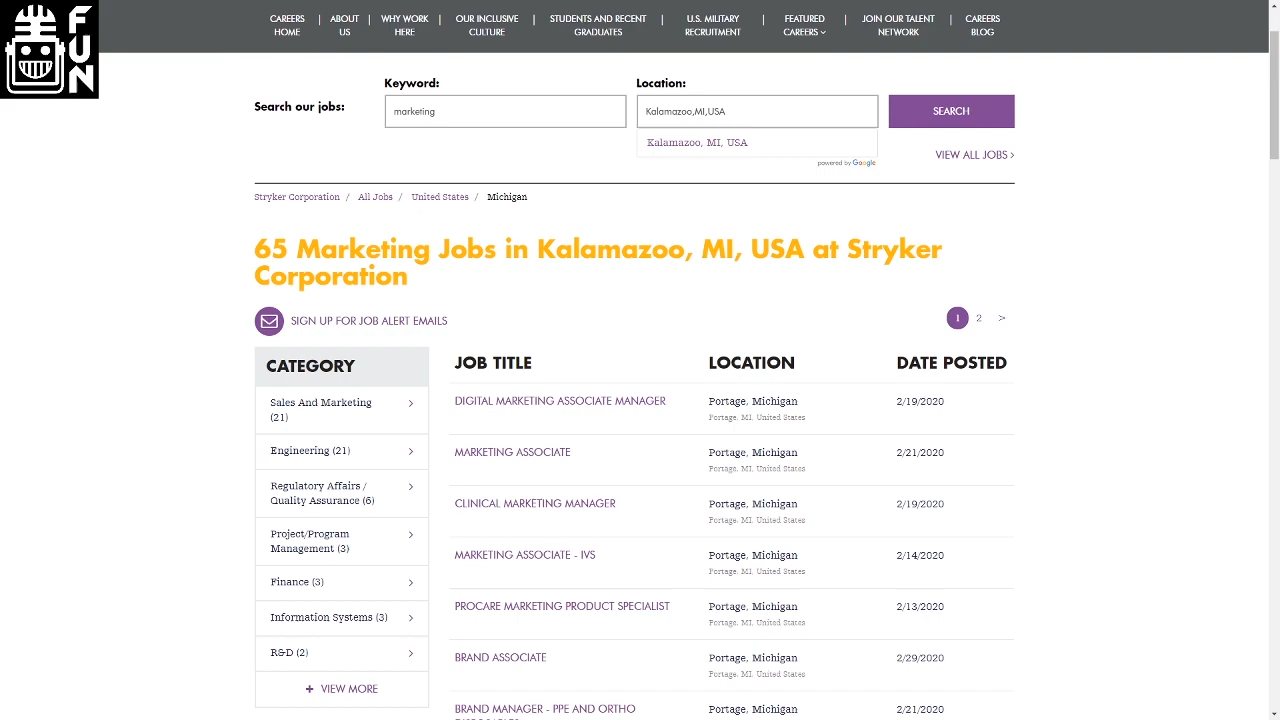 FUN
CAREERS HOME | ABOUT US | WHY WORK HERE | OUR INCLUSIVE CULTURE | STUDENTS AND RECENT GRADUATES | U.S. MILITARY RECRUITMENT | FEATURED CAREERS | JOIN OUR TALENT NETWORK | CAREERS BLOG
Search our jobs:
Keyword:
marketing
Location:
Kalamazoo,MI,USA
SEARCH
Kalamazoo, MI, USA
powered by Google
VIEW ALL JOBS >
Stryker Corporation / All Jobs / United States / Michigan
65 Marketing Jobs in Kalamazoo, MI, USA at Stryker
Corporation
SIGN UP FOR JOB ALERT EMAILS
1 2 >
CATEGORY
Sales And Marketing
(21)
Engineering (21)
Regulatory Affairs /
Quality Assurance (6)
Project/Program
Management (3)
Finance (3)
Information Systems (3)
R&D (2)
+ VIEW MORE
JOB TITLE LOCATION DATE POSTED
DIGITAL MARKETING ASSOCIATE MANAGER Portage, Michigan 2/19/2020
Portage, MI, United States
MARKETING ASSOCIATE Portage, Michigan 2/21/2020
Portage, MI, United States
CLINICAL MARKETING MANAGER Portage, Michigan 2/19/2020
Portage, MI, United States
MARKETING ASSOCIATE - IVS Portage, Michigan 2/14/2020
Portage, MI, United States
PROCARE MARKETING PRODUCT SPECIALIST Portage, Michigan 2/13/2020
Portage, MI, United States
BRAND ASSOCIATE Portage, Michigan 2/29/2020
Portage, MI, United States
BRAND MANAGER - PPE AND ORTHO Portage, Michigan 2/21/2020